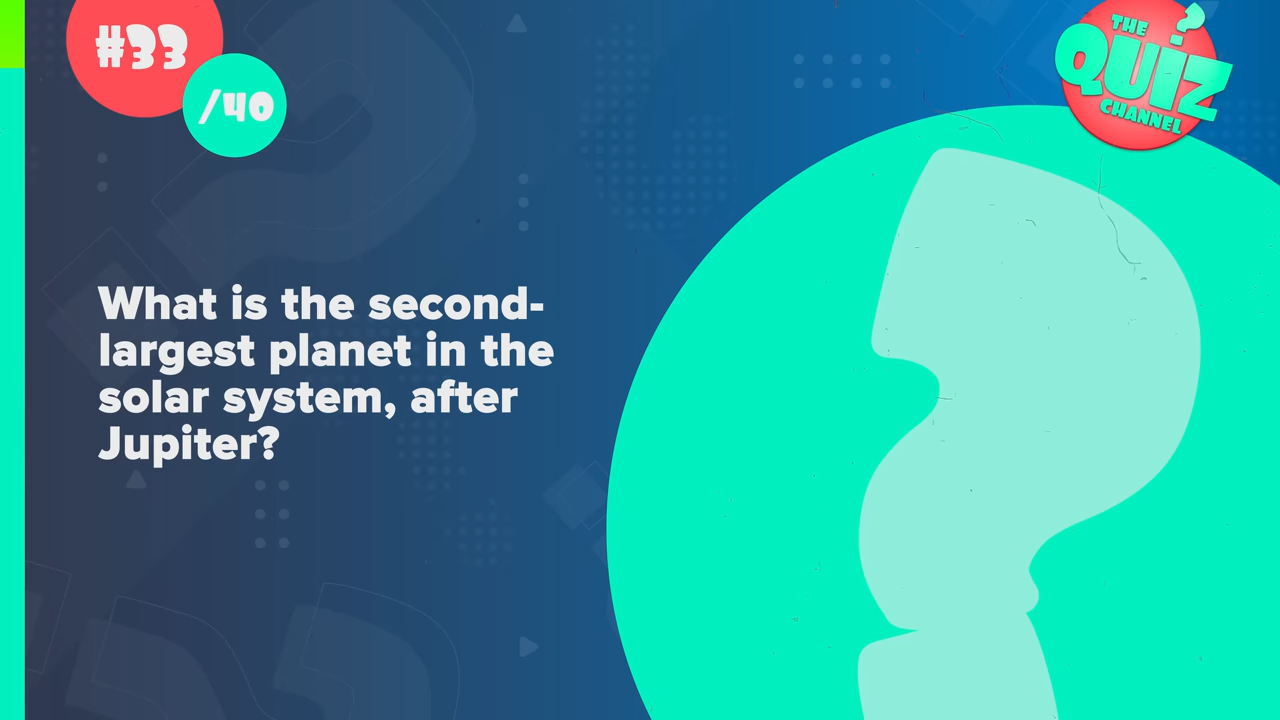 #33
/40
THE
QUIZ
CHANNEL
What is the second-
largest planet in the
solar system, after
Jupiter?